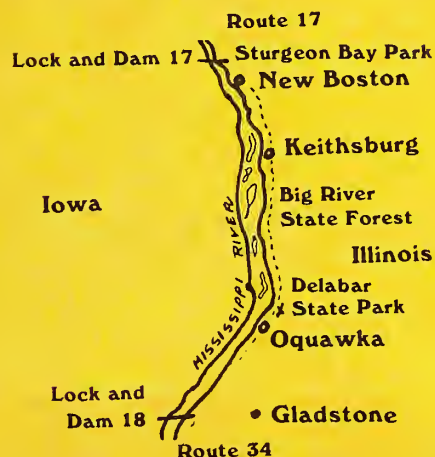 Route 17
Lock and Dam 17
Sturgeon Bay Park
New Boston
Keithsburg
Iowa
Big River
State Forest
Illinois
MISSISSIPPI RIVER
Delabar
State Park
Oquawka
Lock and
Dam 18
Gladstone
Route 34